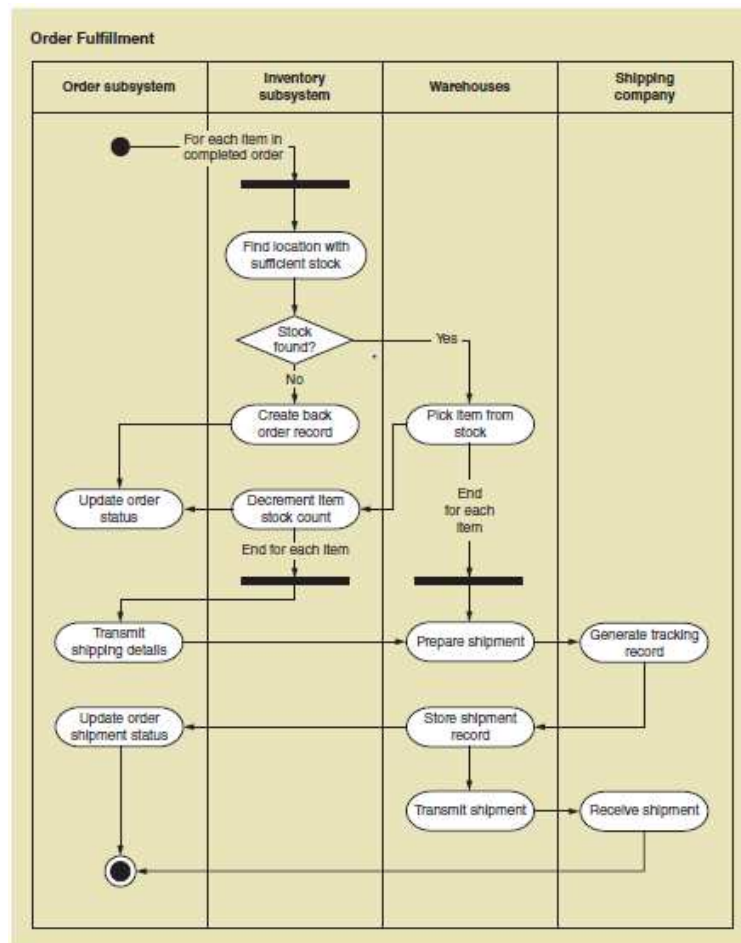 Order Fulfillment
Order subsystem
Inventory
subsystem
Warehouses
Shipping
company
For each item in
completed order
Find location with
sufficient stock
Stock
found?
Yes
No
Create back
order record
Pick item from
stock
Update order
status
Decrement item
stock count
End
for each
item
End for each item
Transmit
shipping details
Prepare shipment
Generate tracking
record
Update order
shipment status
Store shipment
record
Transmit shipment
Receive shipment